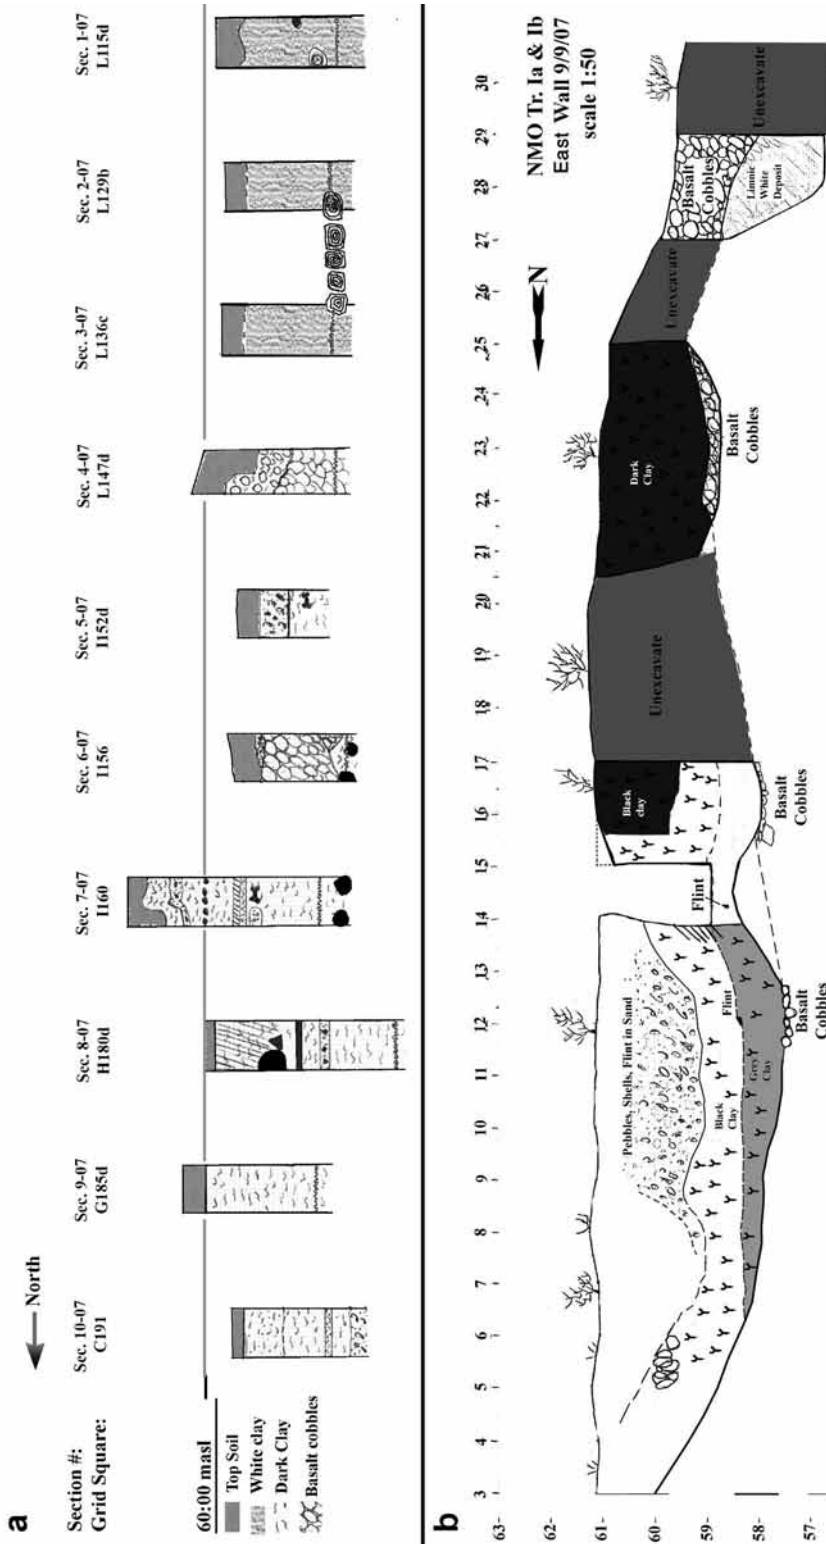 a
North
Section #:
Grid Square:
Sec. 10-07
C191
Sec. 9-07
G185d
Sec. 8-07
H180d
Sec. 7-07
I160
Sec. 6-07
I156
Sec. 5-07
I152d
Sec. 4-07
L147d
Sec. 3-07
L136c
Sec. 2-07
L129b
Sec. 1-07
L115d
60:00 masl
Top Soil
White clay
Dark Clay
Basalt cobbles
b
3 4 5 6 7 8 9 10 11 12 13 14 15 16 17 18 19 20 21 22 23 24 25 26 27 28 29 30
63
62
61
60
59
58
57
NMO Tr. Ia & Ib
East Wall 9/9/07
scale 1:50
N
Pebbles, Shells, Flint in Sand
Black
Clay
Flint
Grey
Clay
Basalt
Cobbles
Flint
Black
clay
Basalt
Cobbles
Unexcavate
Dark
Clay
Basalt
Cobbles
Unexcavate
Basalt
Cobbles
Limnic
White
Deposit
Unexcavate